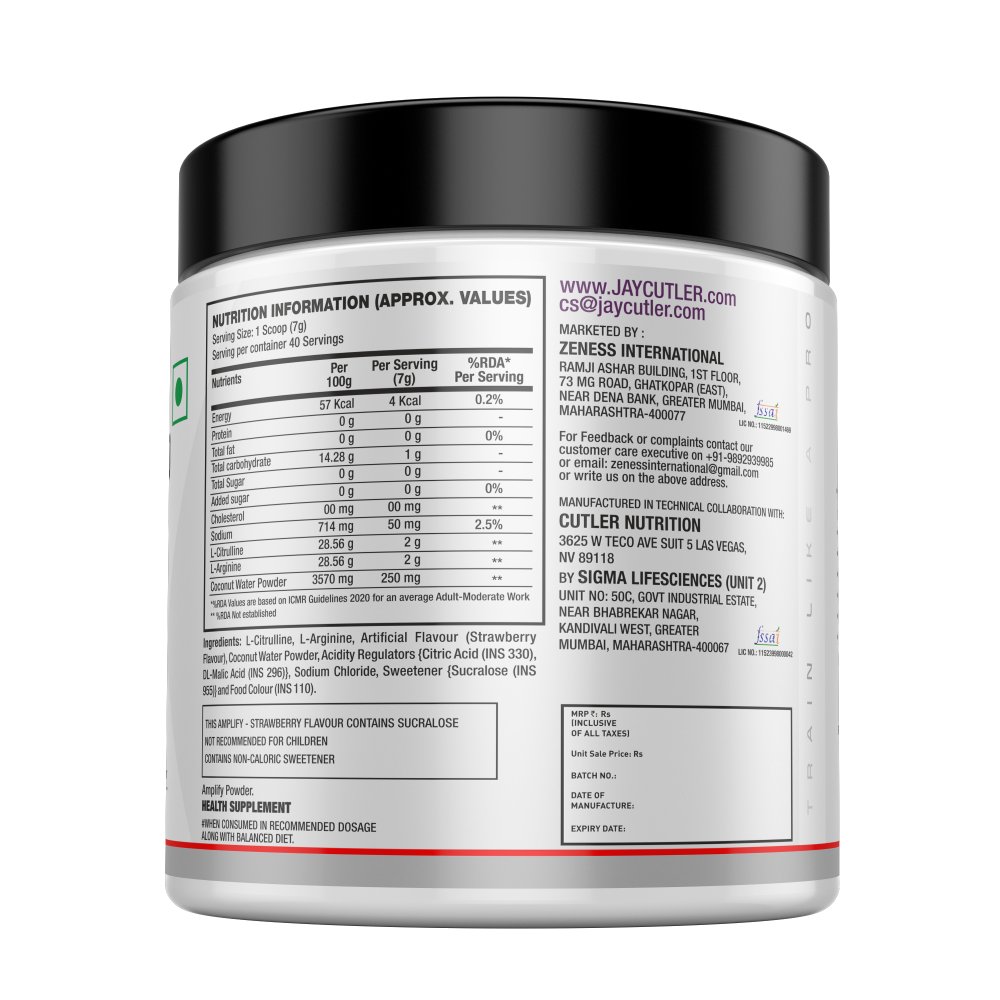 NUTRITION INFORMATION (APPROX. VALUES)
Serving Size: 1 Scoop (7g)
Serving per container 40 Servings
Nutrients Per 100g Per Serving (7g) %RDA* Per Serving
Energy 57 Kcal 4 Kcal 0.2%
Protein 0 g 0 g -
Total fat 0 g 0 g 0%
Total carbohydrate 14.28 g 1 g -
Total Sugar 0 g 0 g -
Added sugar 0 g 0 g 0%
Cholesterol 00 mg 00 mg **
Sodium 714 mg 50 mg 2.5%
L-Citrulline 28.56 g 2 g **
L-Arginine 28.56 g 2 g **
Coconut Water Powder 3570 mg 250 mg **
*%RDA Values are based on ICMR Guidelines 2020 for an average Adult-Moderate Work
** %RDA Not established
Ingredients: L-Citrulline, L-Arginine, Artificial Flavour (Strawberry
Flavour), Coconut Water Powder, Acidity Regulators {Citric Acid (INS 330),
DL-Malic Acid (INS 296)}, Sodium Chloride, Sweetener {Sucralose (INS
955)} and Food Colour (INS 110).
THIS AMPLIFY - STRAWBERRY FLAVOUR CONTAINS SUCRALOSE
NOT RECOMMENDED FOR CHILDREN
CONTAINS NON-CALORIC SWEETENER
Amplify Powder.
HEALTH SUPPLEMENT
#WHEN CONSUMED IN RECOMMENDED DOSAGE
ALONG WITH BALANCED DIET.
www.JAYCUTLER.com
cs@jaycutler.com
MARKETED BY :
ZENESS INTERNATIONAL
RAMJI ASHAR BUILDING, 1ST FLOOR,
73 MG ROAD, GHATKOPAR (EAST),
NEAR DENA BANK, GREATER MUMBAI,
MAHARASHTRA-400077
fssai
LIC NO.: 11522998001468
For Feedback or complaints contact our
customer care executive on +91-9892939985
or email: zenessinternational@gmail.com
or write us on the above address.
MANUFACTURED IN TECHNICAL COLLABORATION WITH:
CUTLER NUTRITION
3625 W TECO AVE SUIT 5 LAS VEGAS,
NV 89118
BY SIGMA LIFESCIENCES (UNIT 2)
UNIT NO: 50C, GOVT INDUSTRIAL ESTATE,
NEAR BHABREKAR NAGAR,
KANDIVALI WEST, GREATER
MUMBAI, MAHARASHTRA-400067
fssai
LIC NO.: 11523998000042
MRP ₹: Rs
(INCLUSIVE
OF ALL TAXES)
Unit Sale Price: Rs
BATCH NO.:
DATE OF
MANUFACTURE:
EXPIRY DATE:
TRAIN LIKE A PRO